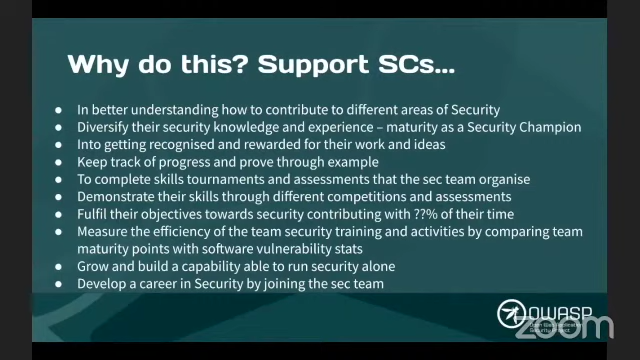 Why do this? Support SCs...
● In better understanding how to contribute to different areas of Security
● Diversify their security knowledge and experience – maturity as a Security Champion
● Into getting recognised and rewarded for their work and ideas
● Keep track of progress and prove through example
● To complete skills tournaments and assessments that the sec team organise
● Demonstrate their skills through different competitions and assessments
● Fulfil their objectives towards security contributing with ??% of their time
● Measure the efficiency of the team security training and activities by comparing team
maturity points with software vulnerability stats
● Grow and build a capability able to run security alone
● Develop a career in Security by joining the sec team
OWASP
zoom